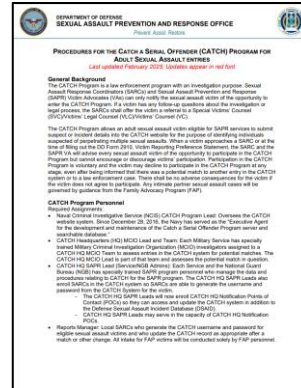 DEPARTMENT OF DEFENSE
SEXUAL ASSAULT PREVENTION AND RESPONSE OFFICE
Prevent. Assist. Restore.
PROCEDURES FOR THE CATCH A SERIAL OFFENDER (CATCH) PROGRAM FOR
ADULT SEXUAL ASSAULT ENTRIES
Last updated February 2025. Updates appear in red font
General Background
The CATCH Program is a law enforcement program with an investigation purpose. Sexual
Assault Response Coordinators (SARCs) and Sexual Assault Prevention and Response
(SAPR) Victim Advocates (VAs) can only notify the sexual assault victim of the opportunity to
enter the CATCH Program. If a victim has any follow-up questions about the investigation or
legal process, the SARCs shall offer the victim a referral to a Special Victims' Counsel
(SVC)/Victims' Legal Counsel (VLC)/Victims' Counsel (VC).
The CATCH Program allows an adult sexual assault victim eligible for SAPR services to submit
suspect or incident details into the CATCH website for the purpose of identifying individuals
suspected of perpetrating multiple sexual assaults. When a victim approaches a SARC or at the
time of filling out the DD Form 2910, Victim Reporting Preference Statement, the SARC and the
SAPR VA will advise every sexual assault victim of the opportunity to participate in the CATCH
Program but cannot encourage or discourage victims' participation. Participation in the CATCH
Program is voluntary and the victim may decline to participate in the CATCH Program at any
stage, even after being informed that there was a potential match to another entry in the CATCH
system or to a law enforcement case. There shall be no adverse consequences for the victim if
the victim does not agree to participate. Any intimate partner sexual assault cases will be
governed by guidance from the Family Advocacy Program (FAP).
CATCH Program Personnel
Required Assignments:
• Naval Criminal Investigative Service (NCIS) CATCH Program Lead: Oversees the CATCH
website system. Since December 28, 2016, the Navy has served as the "Executive Agent
for the development and maintenance of the Catch a Serial Offender Program server and
searchable database."
• CATCH Headquarters (HQ) MCIO Lead and Team: Each Military Service has specially
trained Military Criminal Investigative Organization (MCIO) investigators assigned to a
CATCH HQ MCIO Team to assess entries in the CATCH system for potential matches. The
CATCH HQ MCIO Lead is part of that team and assesses the potential match in question.
• CATCH HQ SAPR Lead (Service/NGB Admins): Each Service and the National Guard
Bureau (NGB) has specially trained SAPR program personnel who manage the data and
procedures relating to CATCH for the SAPR program. The CATCH HQ SAPR Leads also
enroll SARCs in the CATCH system so SARCs are able to generate the username and
password from the CATCH System for the victim.
- The CATCH HQ SAPR Leads will now enroll CATCH HQ Notification Points of
Contact (POCs) so they can access and update the CATCH system in addition to
the Defense Sexual Assault Incident Database (DSAID).
- CATCH HQ SAPR Leads may serve in the capacity of CATCH HQ Notification
POCs.
• Reports Manager: Local SARCs who generate the CATCH username and password for
eligible sexual assault victims and who update the CATCH record as appropriate after a
match or other change. All intake for FAP victims will be conducted solely by FAP personnel.